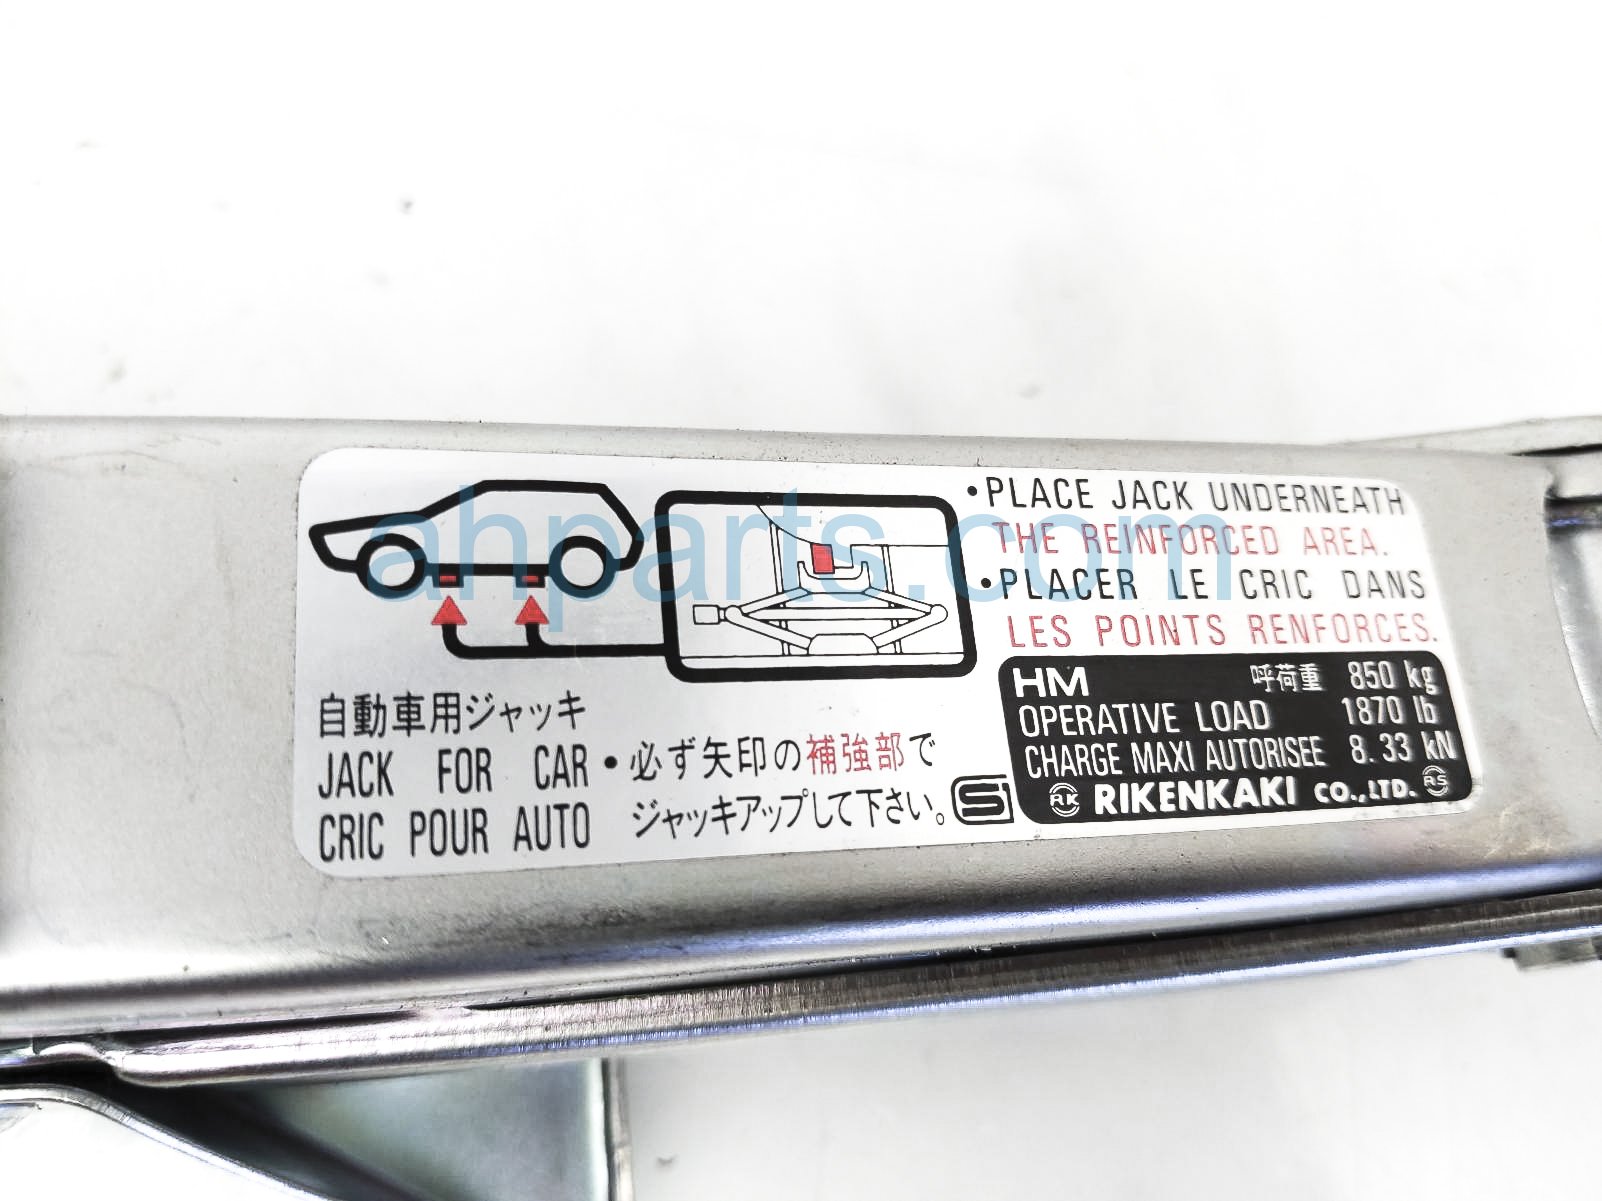 •PLACE JACK UNDERNEATH
THE REINFORCED AREA.
•PLACER LE CRIC DANS
LES POINTS RENFORCES.
自動車用ジャッキ
JACK FOR CAR
CRIC POUR AUTO
•必ず矢印の補強部で
ジャッキアップして下さい。
HM 呼荷重 850 kg
OPERATIVE LOAD 1870 lb
CHARGE MAXI AUTORISEE 8.33 kN
RK RIKENKAKI CO.,LTD. RS
ahparts.com